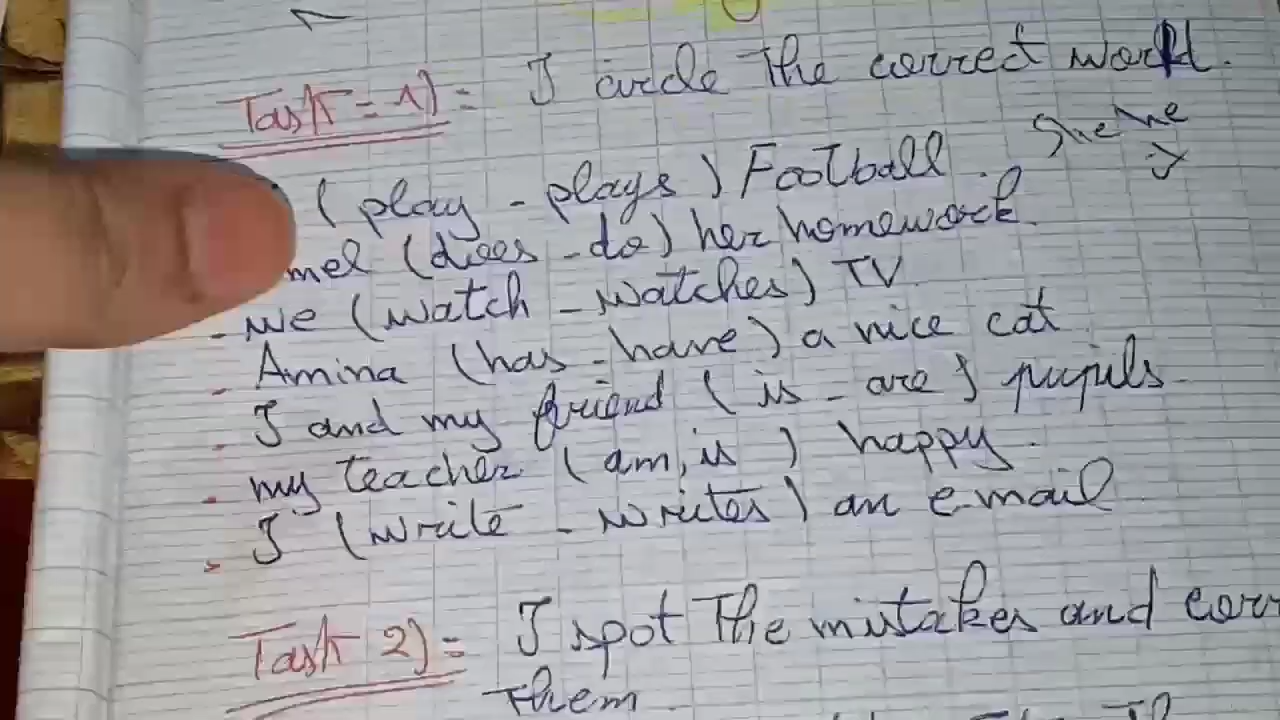 Task = 1) = I circle the correct world.
She he
( play - plays ) Football.
mel (does - do) her homework.
- we (watch - watches) TV
- Amina (has - have) a nice cat
- I and my friend ( is - are ) pupils
- my teacher (am, is ) happy.
- I (write - writes) an e-mail
Task 2) = I spot the mistakes and corr
them.